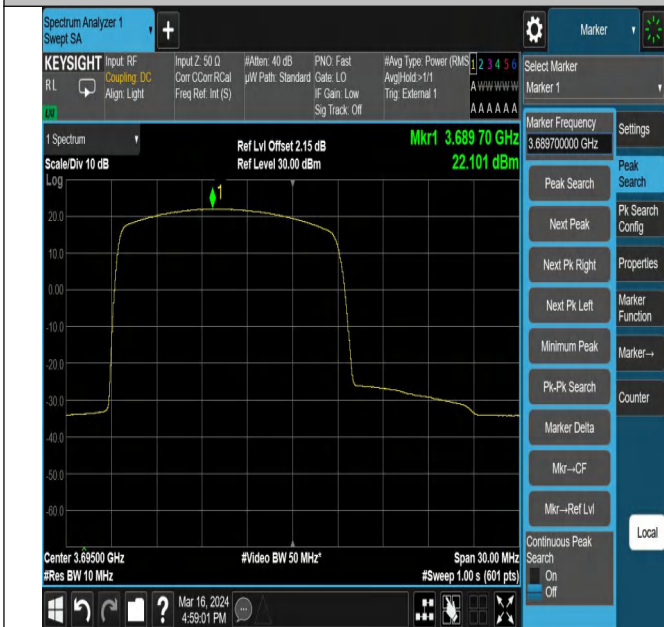 Spectrum Analyzer 1
Swept SA
+
Marker
KEYSIGHT
RL
LXI
Input: RF
Coupling: DC
Align: Light
Input Z: 50 Ω
Corr CCorr RCal
Freq Ref: Int (S)
#Atten: 40 dB
µW Path: Standard
PNO: Fast
Gate: LO
IF Gain: Low
Sig Track: Off
#Avg Type: Power (RMS
Avg|Hold:>1/1
Trig: External 1
1 2 3 4 5 6
A W W W W W
A A A A A A
Select Marker
Marker 1
1 Spectrum
Scale/Div 10 dB
Log
Ref Lvl Offset 2.15 dB
Ref Level 30.00 dBm
Mkr1 3.689 70 GHz
22.101 dBm
1
20.0
10.0
0.00
-10.0
-20.0
-30.0
-40.0
-50.0
-60.0
Center 3.69500 GHz
#Res BW 10 MHz
#Video BW 50 MHz*
Span 30.00 MHz
#Sweep 1.00 s (601 pts)
Marker Frequency
3.689700000 GHz
Peak Search
Next Peak
Next Pk Right
Next Pk Left
Minimum Peak
Pk-Pk Search
Marker Delta
Mkr→CF
Mkr→Ref Lvl
Continuous Peak
Search
On
Off
Settings
Peak
Search
Pk Search
Config
Properties
Marker
Function
Marker→
Counter
Local
?
Mar 16, 2024
4:59:01 PM